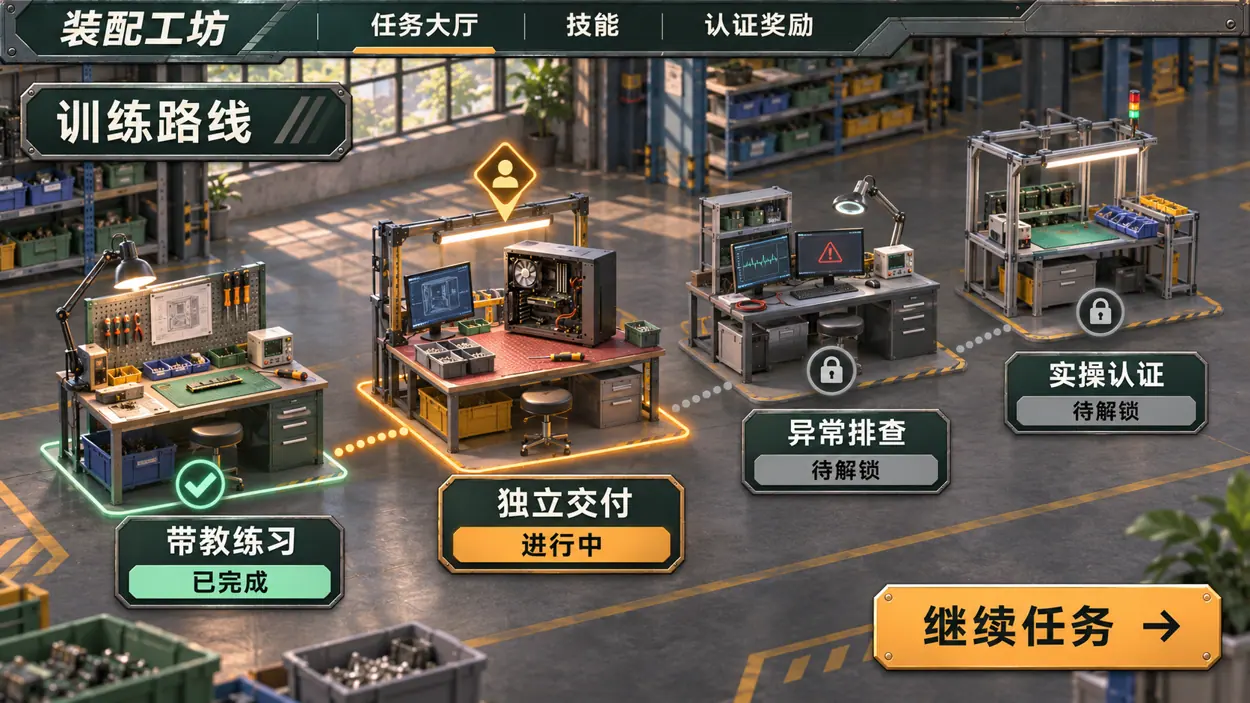 装配工坊
任务大厅
技能
认证奖励
训练路线
实操认证
待解锁
异常排查
待解锁
独立交付
进行中
带教练习
已完成
继续任务